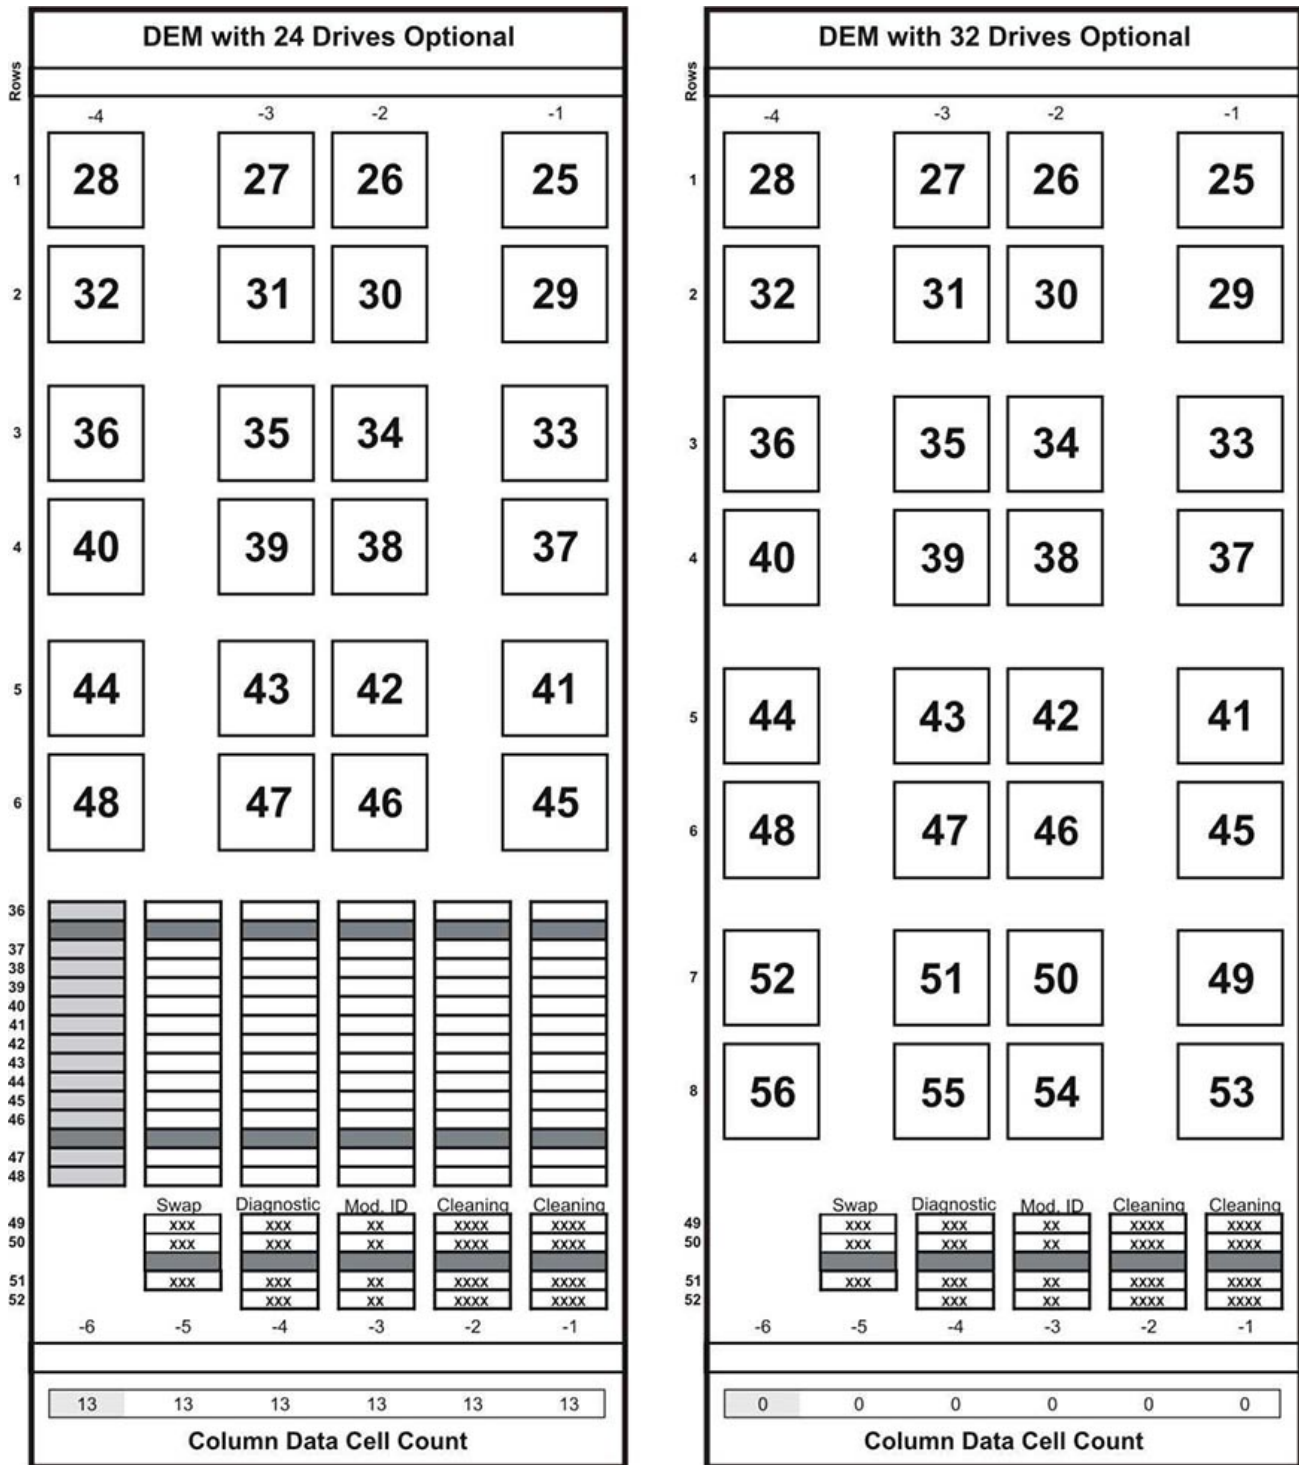 DEM with 24 Drives Optional
Rows
-4 -3 -2 -1
1 28 27 26 25
2 32 31 30 29
3 36 35 34 33
4 40 39 38 37
5 44 43 42 41
6 48 47 46 45
36
37
38
39
40
41
42
43
44
45
46
47
48
Swap Diagnostic Mod. ID Cleaning Cleaning
49 xxx xxx xx xxxx xxxx
50 xxx xxx xx xxxx xxxx
51 xxx xxx xx xxxx xxxx
52 xxx xx xxxx xxxx
-6 -5 -4 -3 -2 -1
13 13 13 13 13 13
Column Data Cell Count
DEM with 32 Drives Optional
Rows
-4 -3 -2 -1
1 28 27 26 25
2 32 31 30 29
3 36 35 34 33
4 40 39 38 37
5 44 43 42 41
6 48 47 46 45
7 52 51 50 49
8 56 55 54 53
Swap Diagnostic Mod. ID Cleaning Cleaning
49 xxx xxx xx xxxx xxxx
50 xxx xxx xx xxxx xxxx
51 xxx xxx xx xxxx xxxx
52 xxx xx xxxx xxxx
-6 -5 -4 -3 -2 -1
0 0 0 0 0 0
Column Data Cell Count